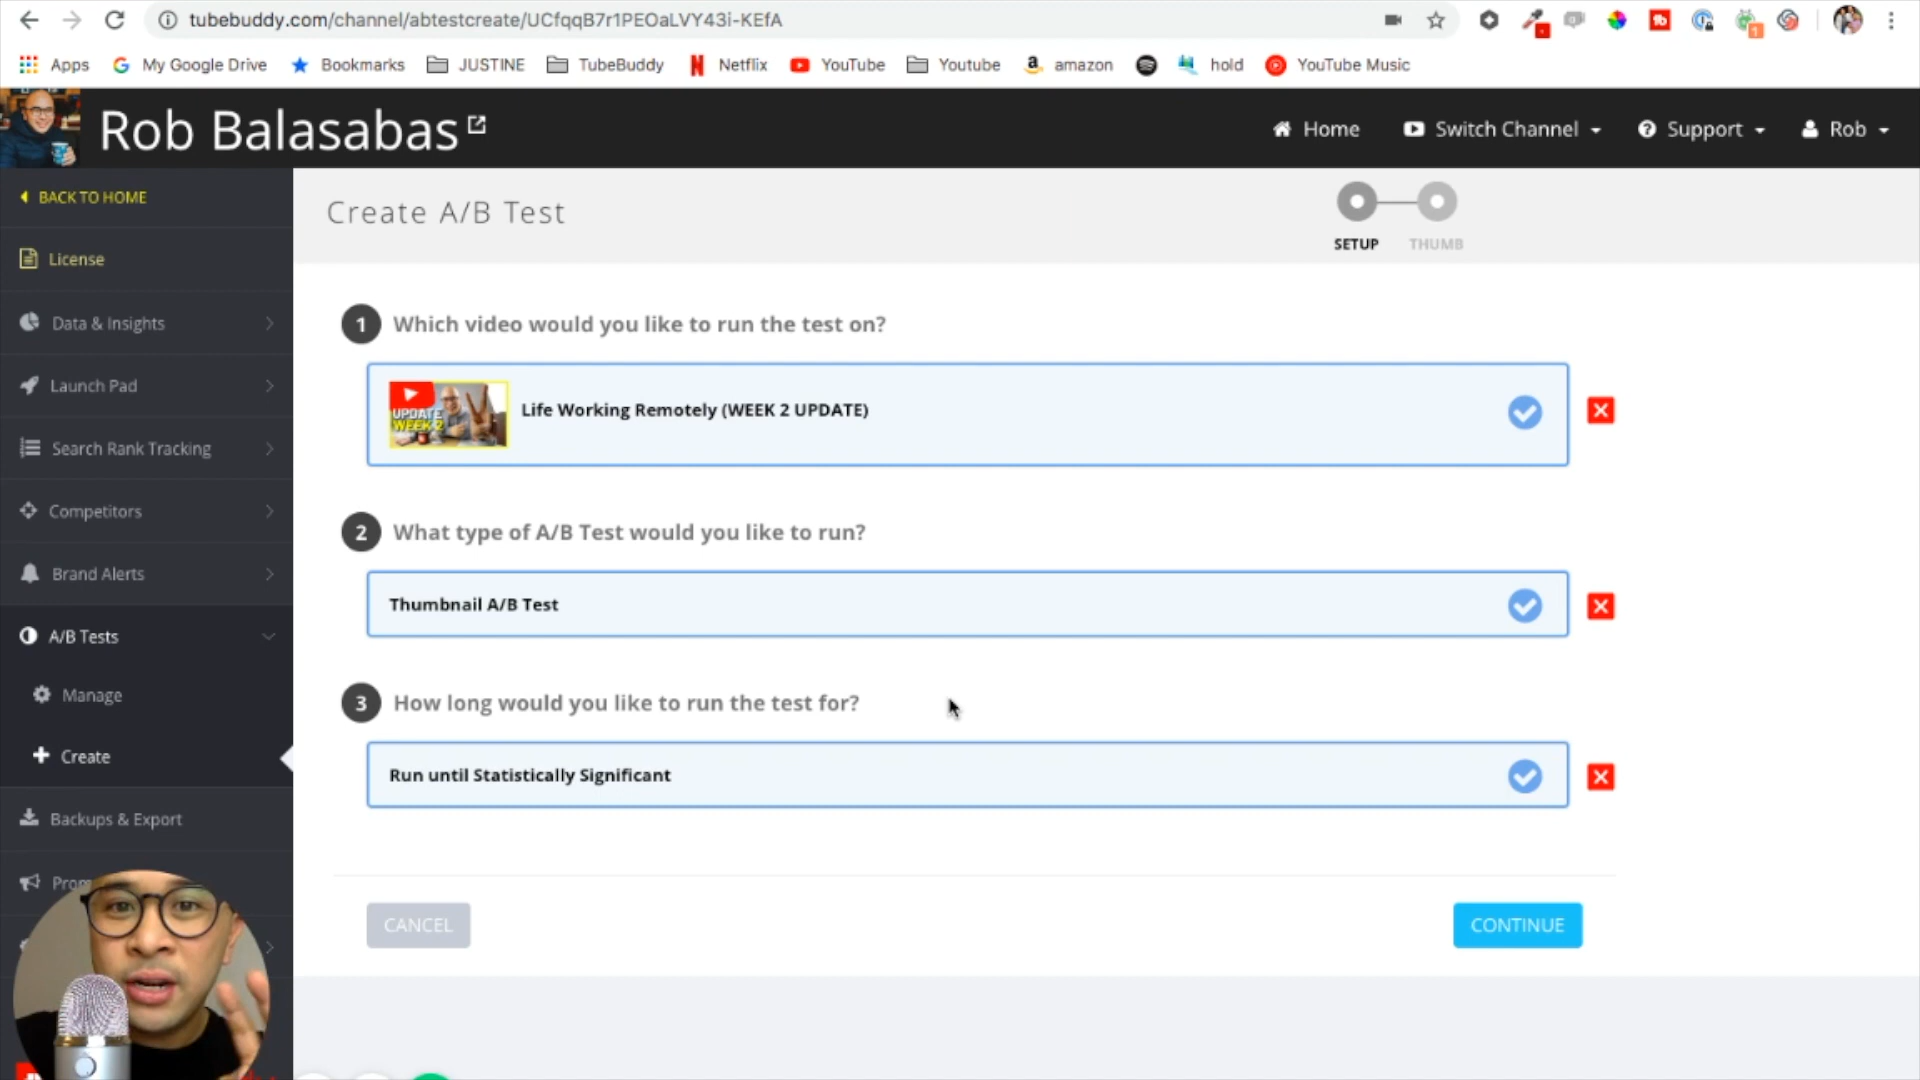 tubebuddy.com/channel/abtestcreate/UCfqqB7r1PEOaLVY43i-KEfA
Apps My Google Drive Bookmarks JUSTINE TubeBuddy Netflix YouTube Youtube amazon hold YouTube Music
Rob Balasabas Home Switch Channel Support Rob
BACK TO HOME
License
Data & Insights
Launch Pad
Search Rank Tracking
Competitors
Brand Alerts
A/B Tests
Manage
Create
Backups & Export
Create A/B Test
SETUP THUMB
1 Which video would you like to run the test on?
UPDATE
WEEK 2
Life Working Remotely (WEEK 2 UPDATE)
2 What type of A/B Test would you like to run?
Thumbnail A/B Test
3 How long would you like to run the test for?
Run until Statistically Significant
CANCEL CONTINUE